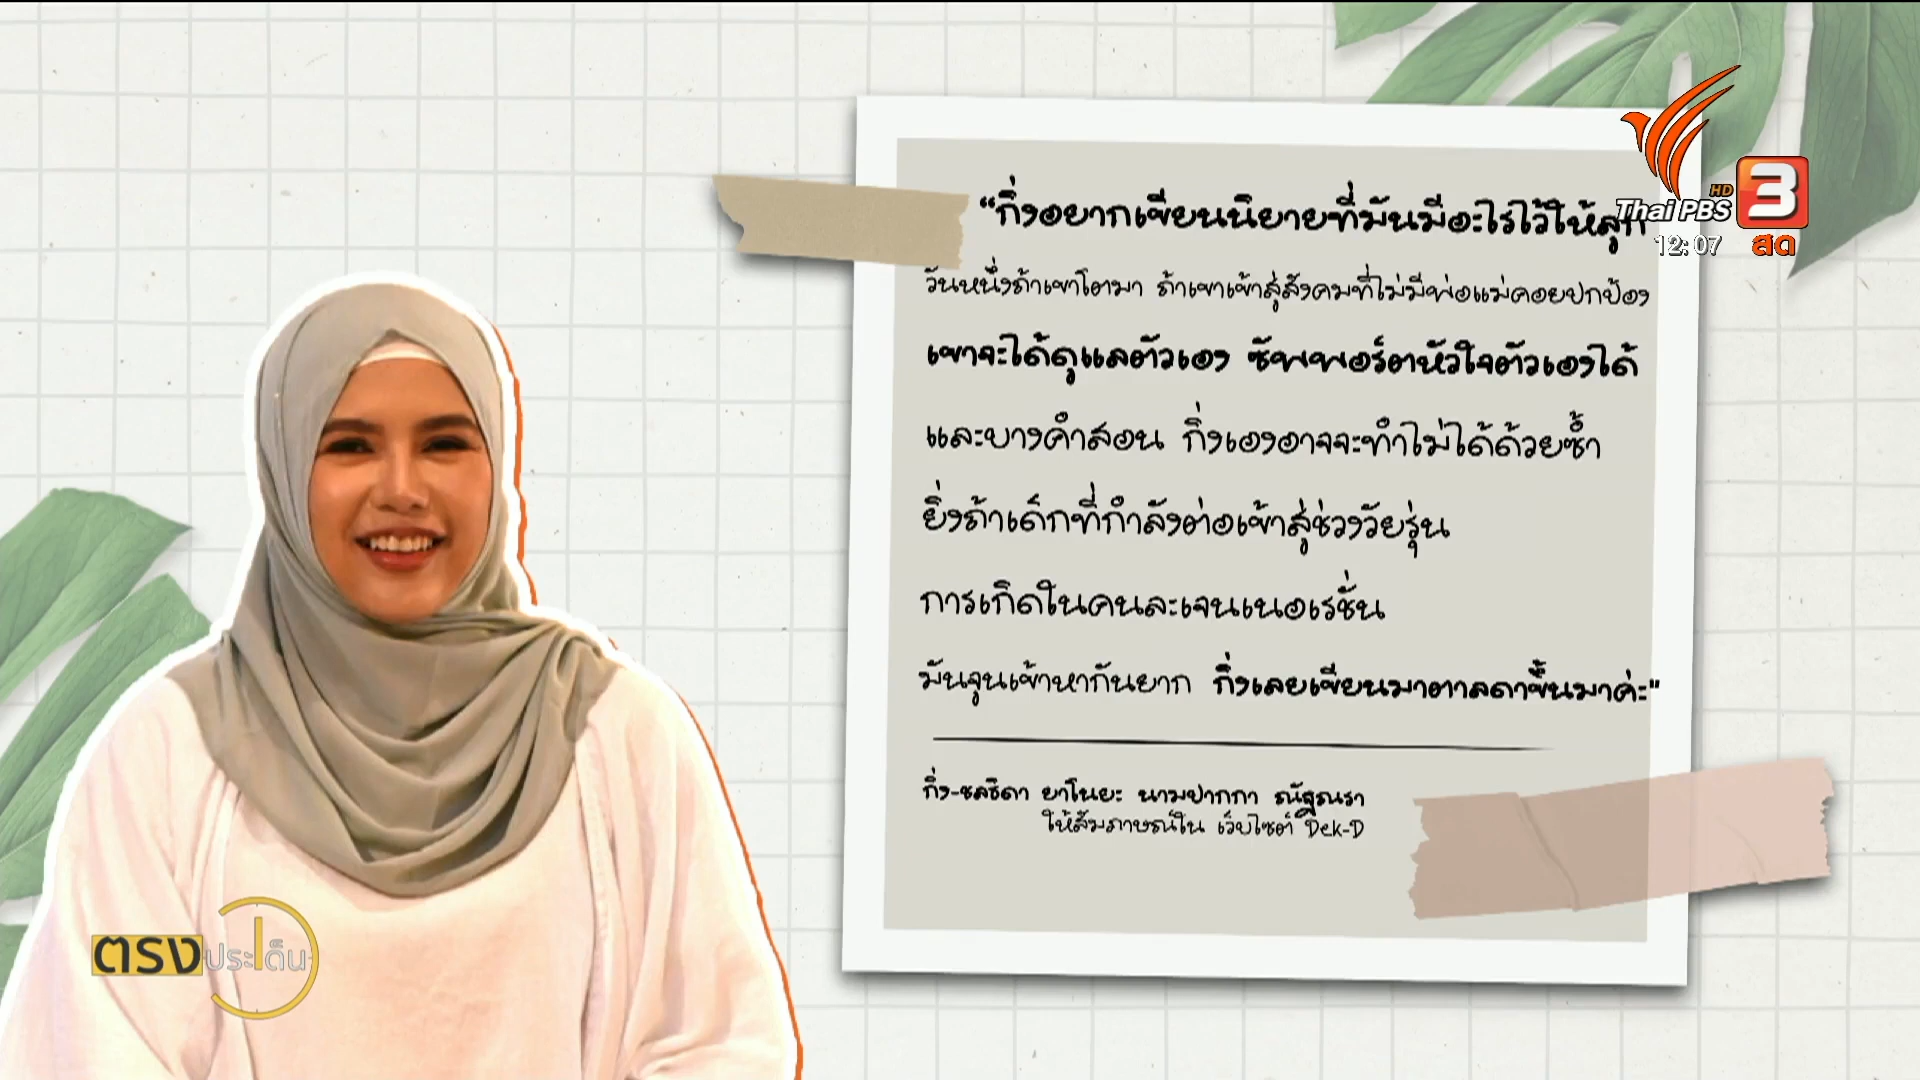 "กิ่งอยากเขียนนิยายที่มันมีอะไรไว้ให้ลูก
วันหนึ่งถ้าเขาโตมา ถ้าเขาเข้าสู่สังคมที่ไม่มีพ่อแม่คอยปกป้อง
เขาจะได้ดูแลตัวเอง ซัพพอร์ตหัวใจตัวเองได้
และบางคำสอน กิ่งเองอาจจะทำไม่ได้ด้วยซ้ำ
ยิ่งถ้าเด็กที่กำลังต่อเข้าสู่ช่วงวัยรุ่น
การเกิดในคนละเจนเนอเรชั่น
มันจูนเข้าหากันยาก กิ่งเลยเขียนมาตาลดาขึ้นมาค่ะ"
กิ่ง-ชลธิดา ยาโนยะ นามปากกา ณัฐณรา
ให้สัมภาษณ์ใน เว็บไซต์ Dek-D
Thai PBS HD 3
12:07 สด
ตรงประเด็น